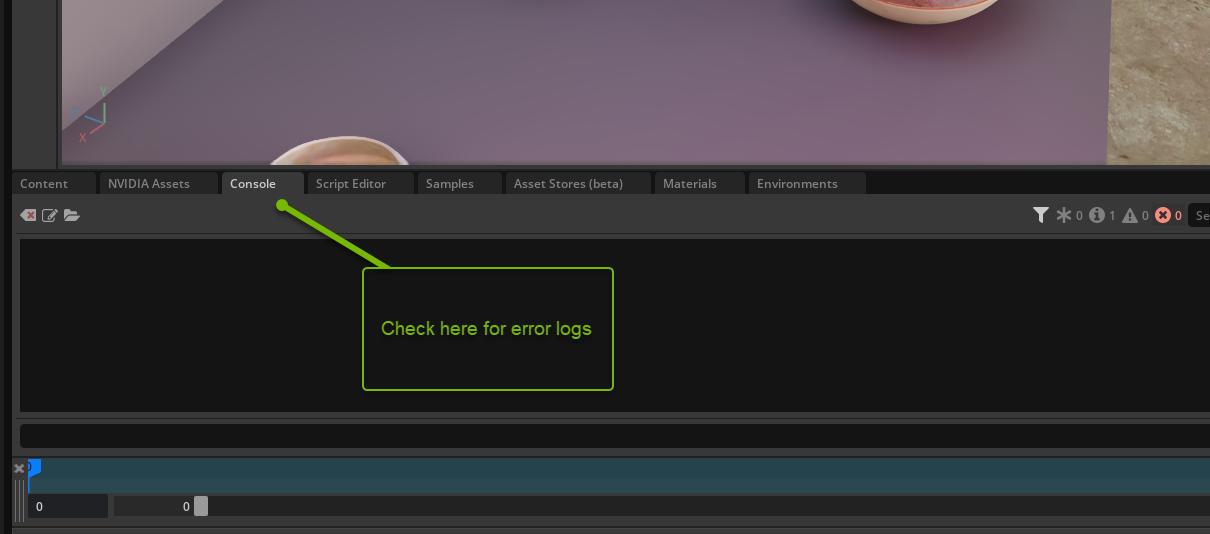 Y
Z
X
Content NVIDIA Assets Console Script Editor Samples Asset Stores (beta) Materials Environments
0 1 0 0 Se
Check here for error logs
0
0 0